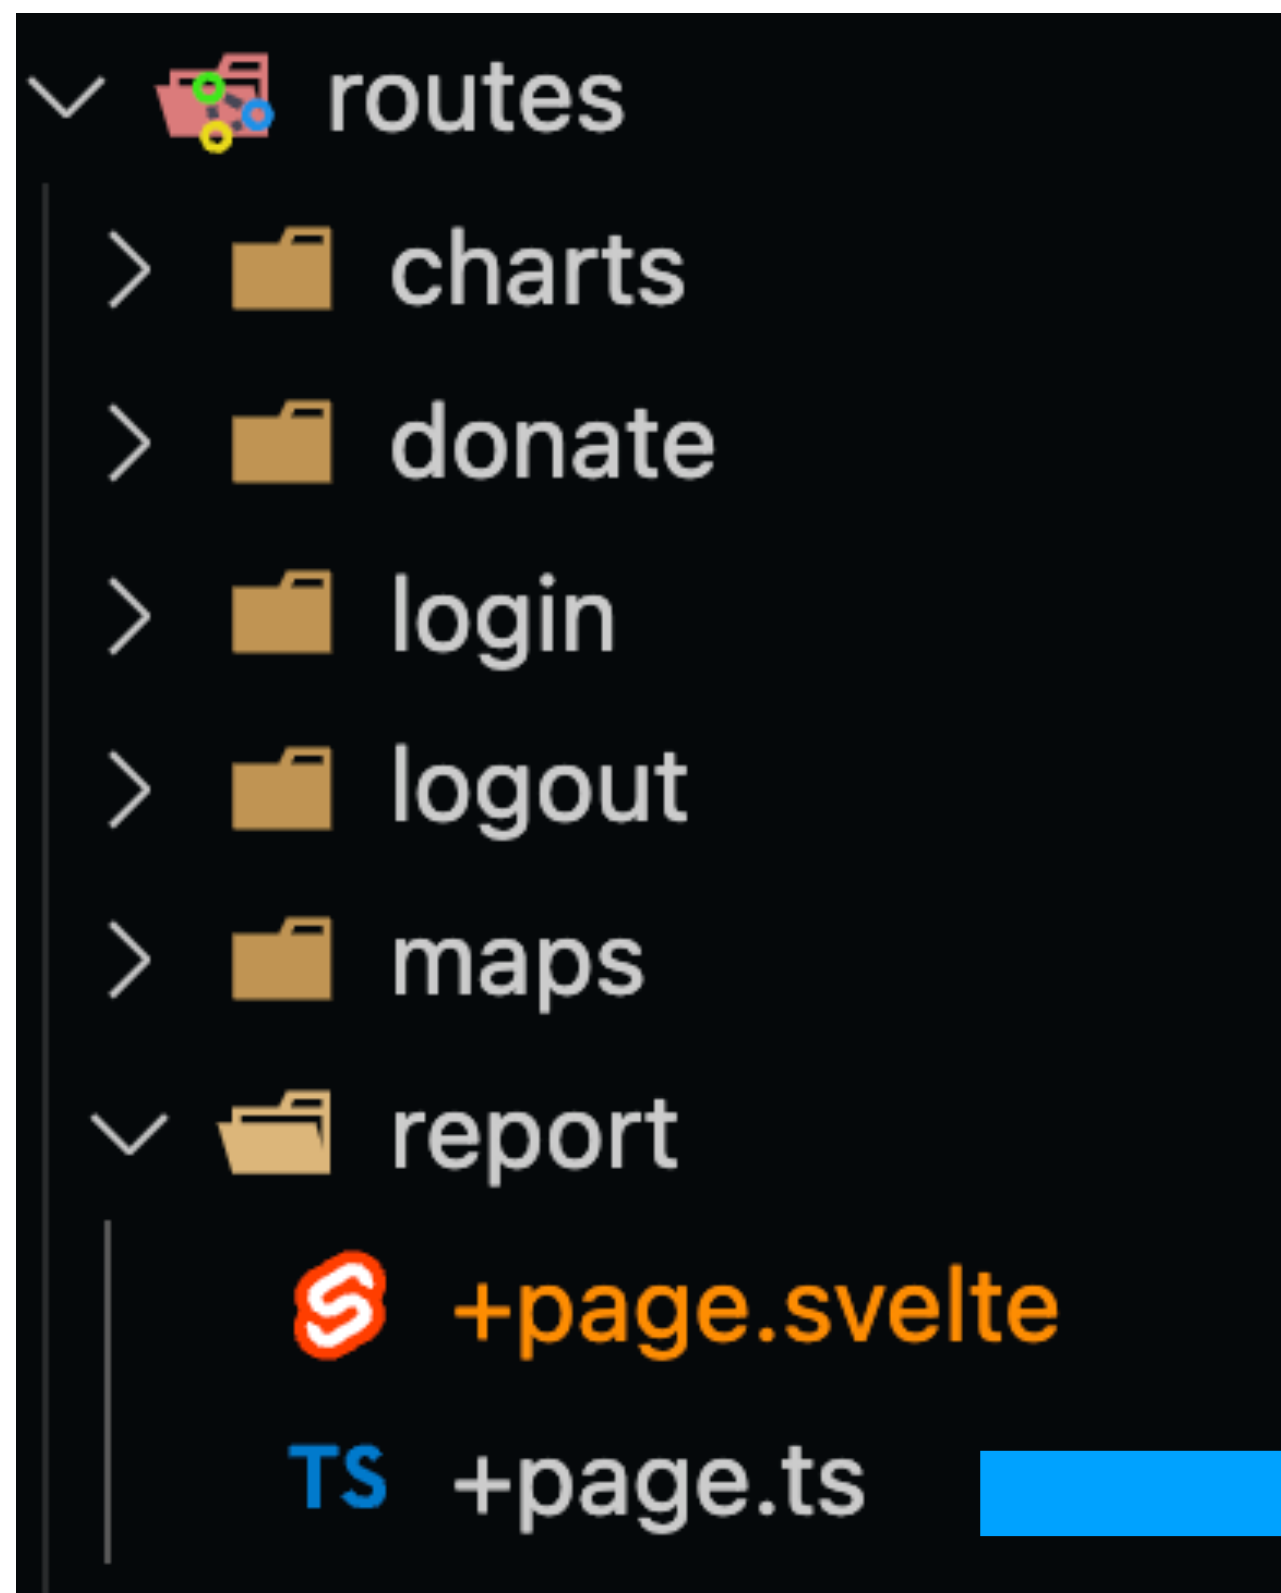 routes
charts
donate
login
logout
maps
report
+page.svelte
TS +page.ts